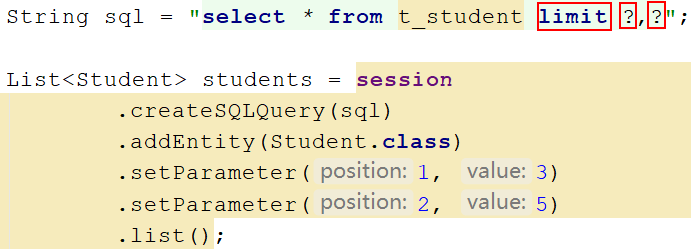 String sql = "select * from t_student limit ?,?";
List<Student> students = session
.createSQLQuery(sql)
.addEntity(Student.class)
.setParameter( position: 1, value: 3)
.setParameter( position: 2, value: 5)
.list();